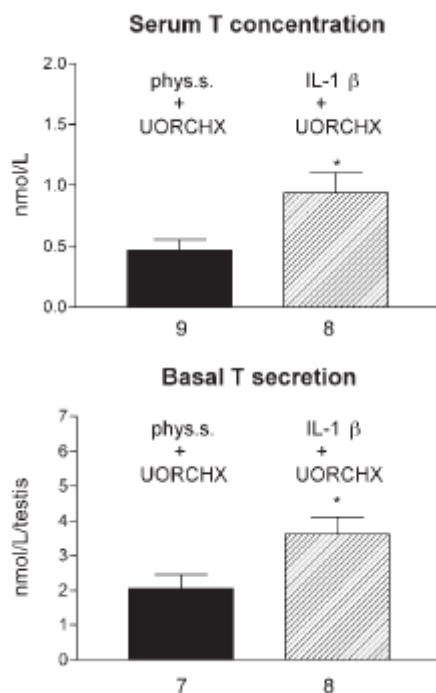 Serum T concentration
2.0
1.5
1.0
0.5
0.0
nmol/L
phys.s.
+
UORCHX
IL-1 β
+
UORCHX
*
9
8
Basal T secretion
7
6
5
4
3
2
1
0
nmol/L/testis
phys.s.
+
UORCHX
IL-1 β
+
UORCHX
*
7
8